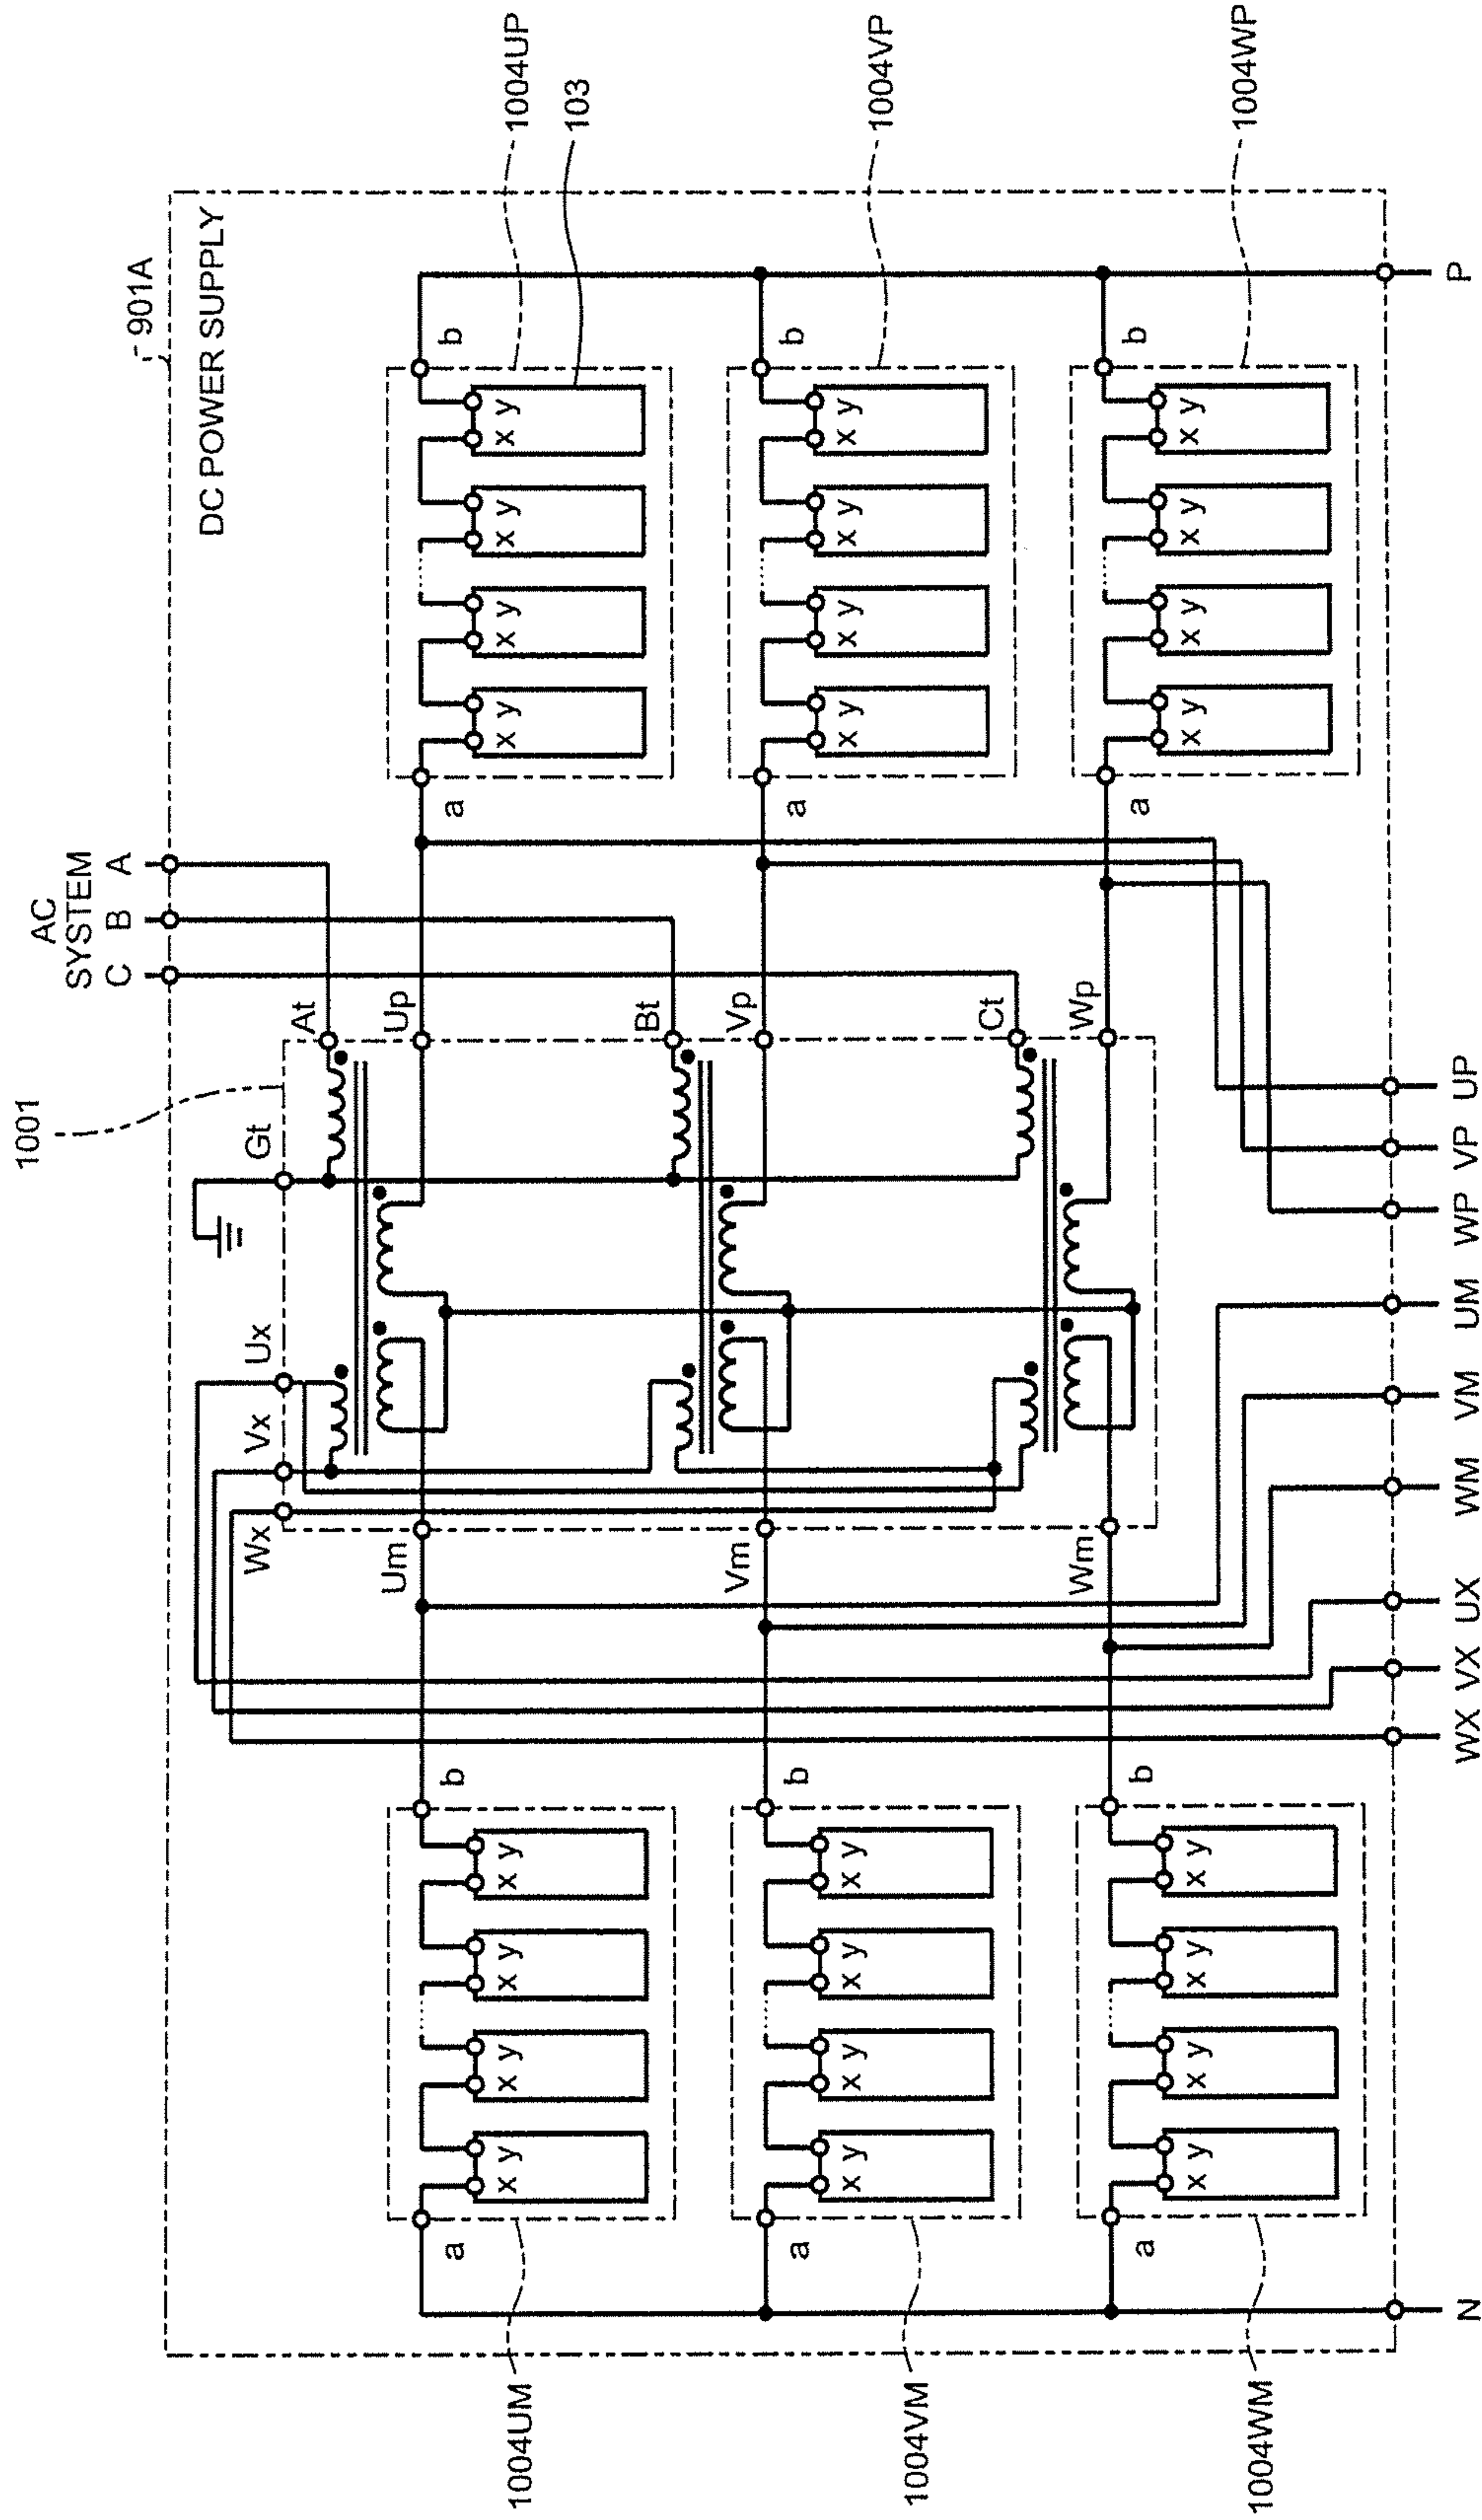 901A
DC POWER SUPPLY
1001
AC
SYSTEM
A
B
C
1004UP
103
1004VP
1004WP
1004UM
1004VM
1004WM
At
Up
Bt
Vp
Ct
Wp
Gt
Ux
Vx
Wx
Um
Vm
Wm
a
b
x y
x y
x y
x y
a
b
x y
x y
x y
x y
a
b
x y
x y
x y
x y
a
b
x y
x y
x y
x y
a
b
x y
x y
x y
x y
a
b
x y
x y
x y
x y
N
WX
VX
UX
WM
VM
UM
WP
VP
UP
P